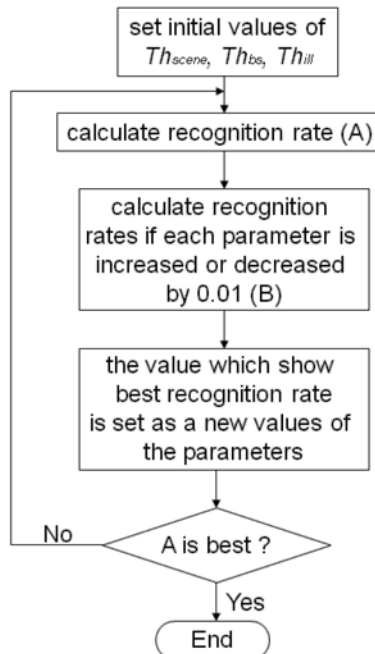 set initial values of
Thscene, Thbs, Thill
calculate recognition rate (A)
calculate recognition
rates if each parameter is
increased or decreased
by 0.01 (B)
the value which show
best recognition rate
is set as a new values of
the parameters
No
A is best ?
Yes
End